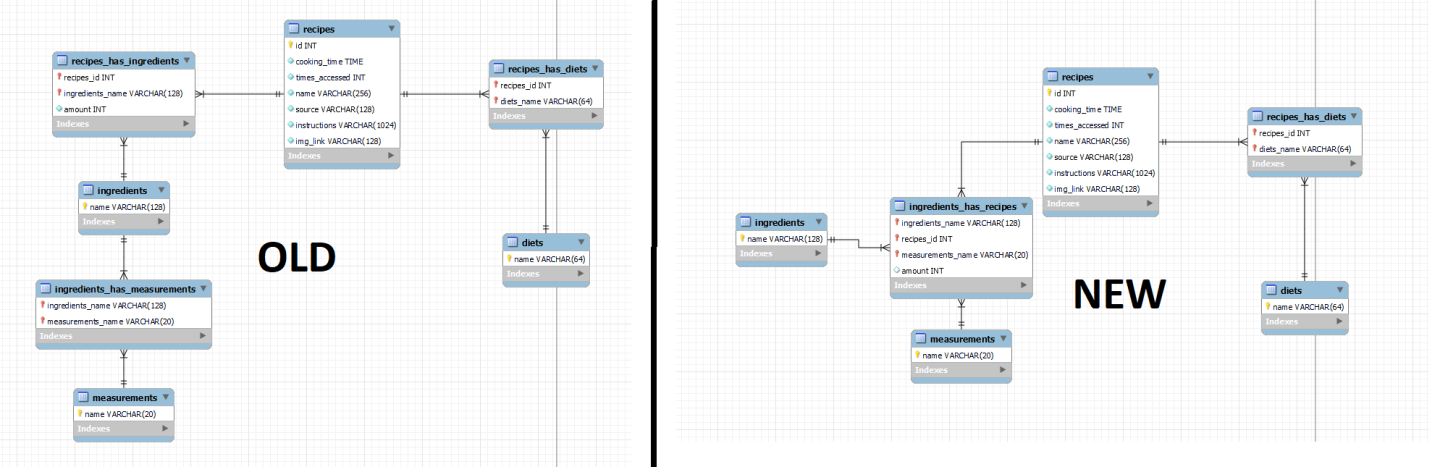 recipes
id INT
cooking_time TIME
times_accessed INT
name VARCHAR(256)
source VARCHAR(128)
instructions VARCHAR(1024)
img_link VARCHAR(128)
Indexes
recipes_has_ingredients
recipes_id INT
ingredients_name VARCHAR(128)
amount INT
Indexes
recipes_has_diets
recipes_id INT
diets_name VARCHAR(64)
Indexes
ingredients
name VARCHAR(128)
Indexes
OLD
diets
name VARCHAR(64)
Indexes
ingredients_has_measurements
ingredients_name VARCHAR(128)
measurements_name VARCHAR(20)
Indexes
measurements
name VARCHAR(20)
Indexes
recipes
id INT
cooking_time TIME
times_accessed INT
name VARCHAR(256)
source VARCHAR(128)
instructions VARCHAR(1024)
img_link VARCHAR(128)
Indexes
recipes_has_diets
recipes_id INT
diets_name VARCHAR(64)
Indexes
ingredients
name VARCHAR(128)
Indexes
ingredients_has_recipes
ingredients_name VARCHAR(128)
recipes_id INT
measurements_name VARCHAR(20)
amount INT
Indexes
NEW
diets
name VARCHAR(64)
Indexes
measurements
name VARCHAR(20)
Indexes